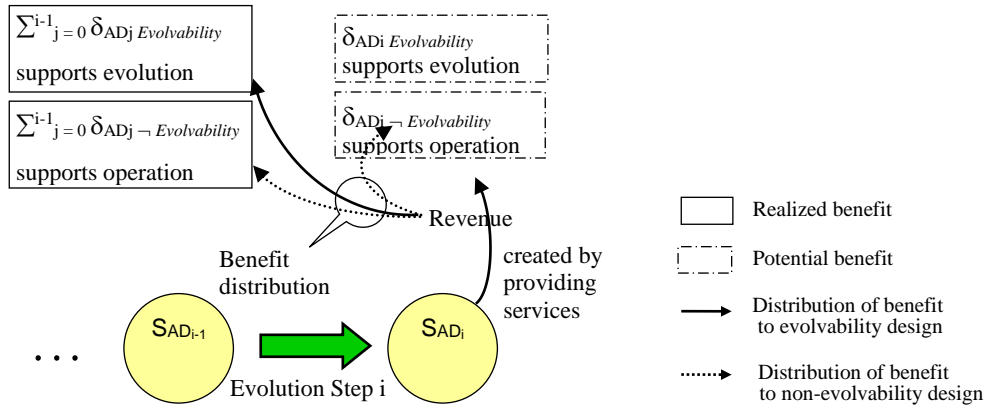 ∑ⁱ⁻¹ⱼ ₌ ₀ δADj Evolvability
supports evolution
∑ⁱ⁻¹ⱼ ₌ ₀ δADj ¬ Evolvability
supports operation
δADi Evolvability
supports evolution
δADi ¬ Evolvability
supports operation
Revenue
Benefit
distribution
created by
providing
services
SADi-1
SADi
. . .
Evolution Step i
Realized benefit
Potential benefit
Distribution of benefit
to evolvability design
Distribution of benefit
to non-evolvability design